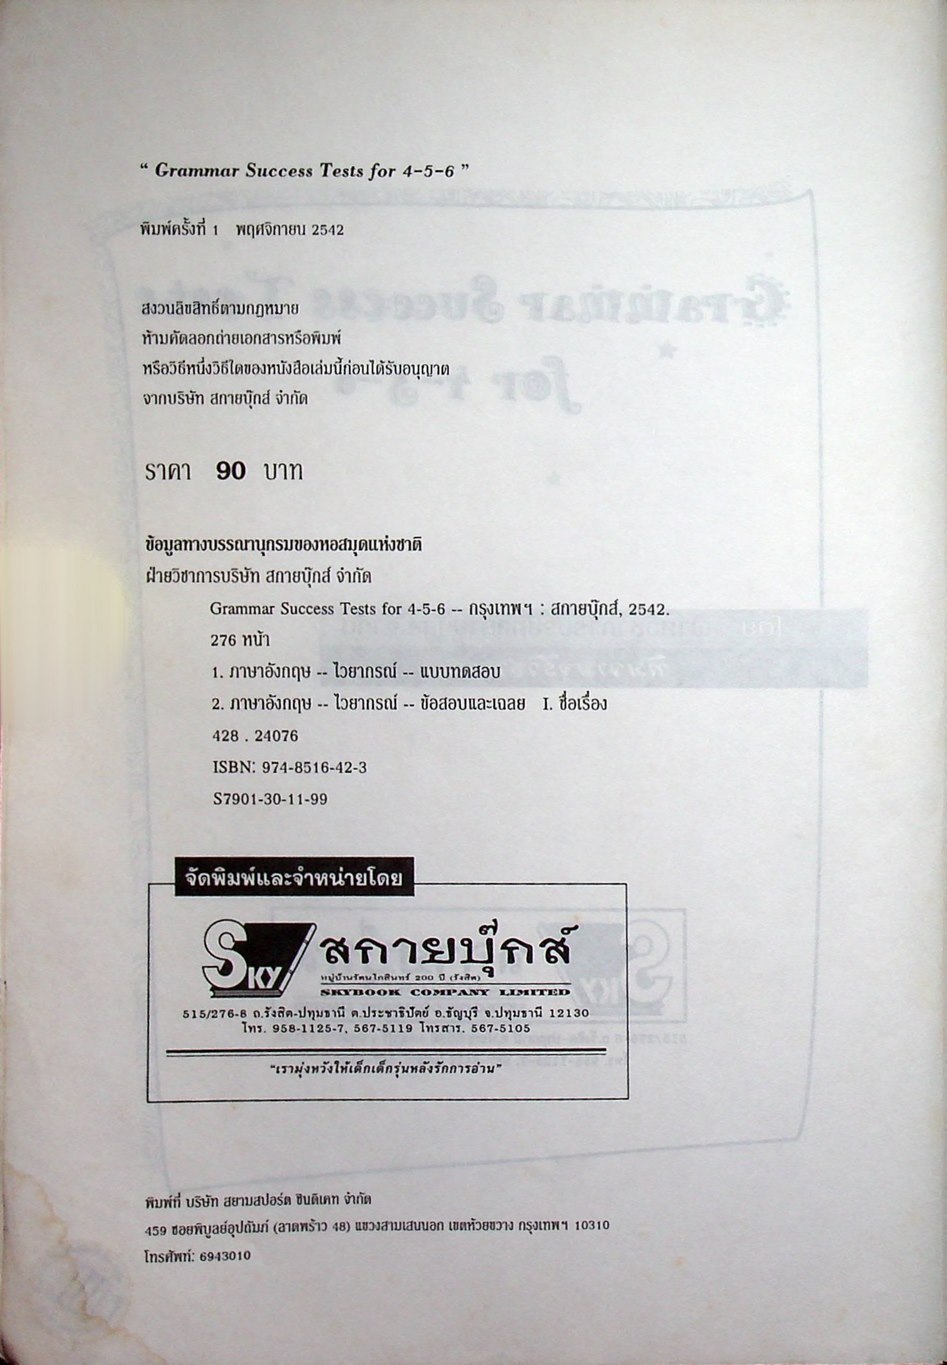 “ Grammar Success Tests for 4-5-6 ”
พิมพ์ครั้งที่ 1 พฤศจิกายน 2542
สงวนลิขสิทธิ์ตามกฎหมาย
ห้ามคัดลอกถ่ายเอกสารหรือพิมพ์
หรือวิธีหนึ่งวิธีใดของหนังสือเล่มนี้ก่อนได้รับอนุญาต
จากบริษัท สกายบุ๊กส์ จำกัด
ราคา 90 บาท
ข้อมูลทางบรรณานุกรมของหอสมุดแห่งชาติ
ฝ่ายวิชาการบริษัท สกายบุ๊กส์ จำกัด
Grammar Success Tests for 4-5-6 -- กรุงเทพฯ : สกายบุ๊กส์, 2542.
276 หน้า
1. ภาษาอังกฤษ -- ไวยากรณ์ -- แบบทดสอบ
2. ภาษาอังกฤษ -- ไวยากรณ์ -- ข้อสอบและเฉลย I. ชื่อเรื่อง
428 . 24076
ISBN: 974-8516-42-3
S7901-30-11-99
จัดพิมพ์และจำหน่ายโดย
SKY สกายบุ๊กส์
หมู่บ้านรัตนโกสินทร์ 200 ปี (รังสิต)
SKYBOOK COMPANY LIMITED
515/276-8 ถ.รังสิต-ปทุมธานี ต.ประชาธิปัตย์ อ.ธัญบุรี จ.ปทุมธานี 12130
โทร. 958-1125-7, 567-5119 โทรสาร. 567-5105
“เรามุ่งหวังให้เด็กเด็กรุ่นหลังรักการอ่าน”
พิมพ์ที่ บริษัท สยามสปอร์ต ซินดิเคท จำกัด
459 ซอยพิบูลย์อุปถัมภ์ (ลาดพร้าว 48) แขวงสามเสนนอก เขตห้วยขวาง กรุงเทพฯ 10310
โทรศัพท์: 6943010